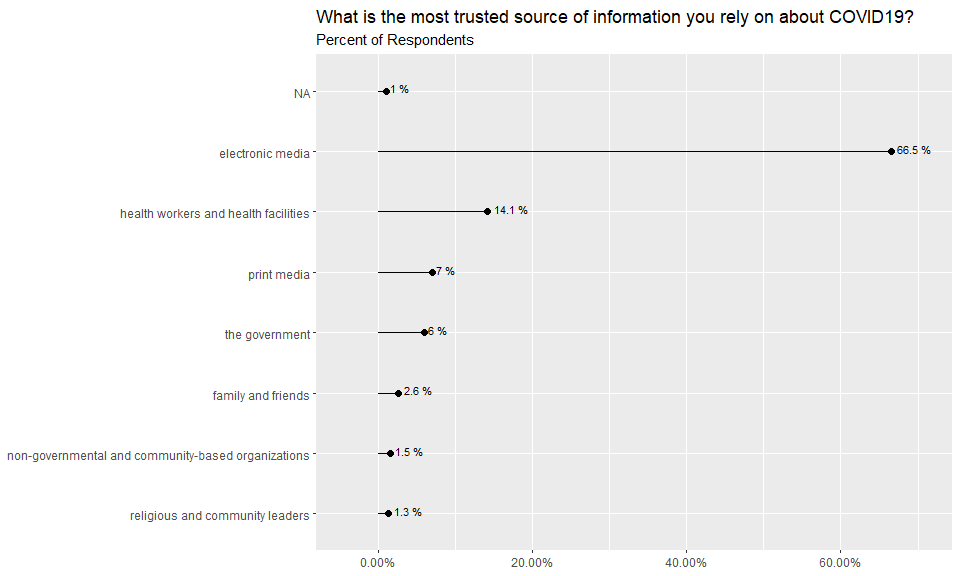 What is the most trusted source of information you rely on about COVID19?
Percent of Respondents
NA 1 %
electronic media 66.5 %
health workers and health facilities 14.1 %
print media 7 %
the government 6 %
family and friends 2.6 %
non-governmental and community-based organizations 1.5 %
religious and community leaders 1.3 %
0.00% 20.00% 40.00% 60.00%